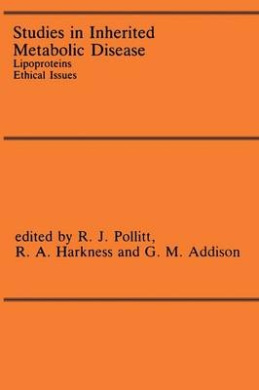 Studies in Inherited
Metabolic Disease
Lipoproteins
Ethical Issues
edited by R. J. Pollitt,
R. A. Harkness and G. M. Addison